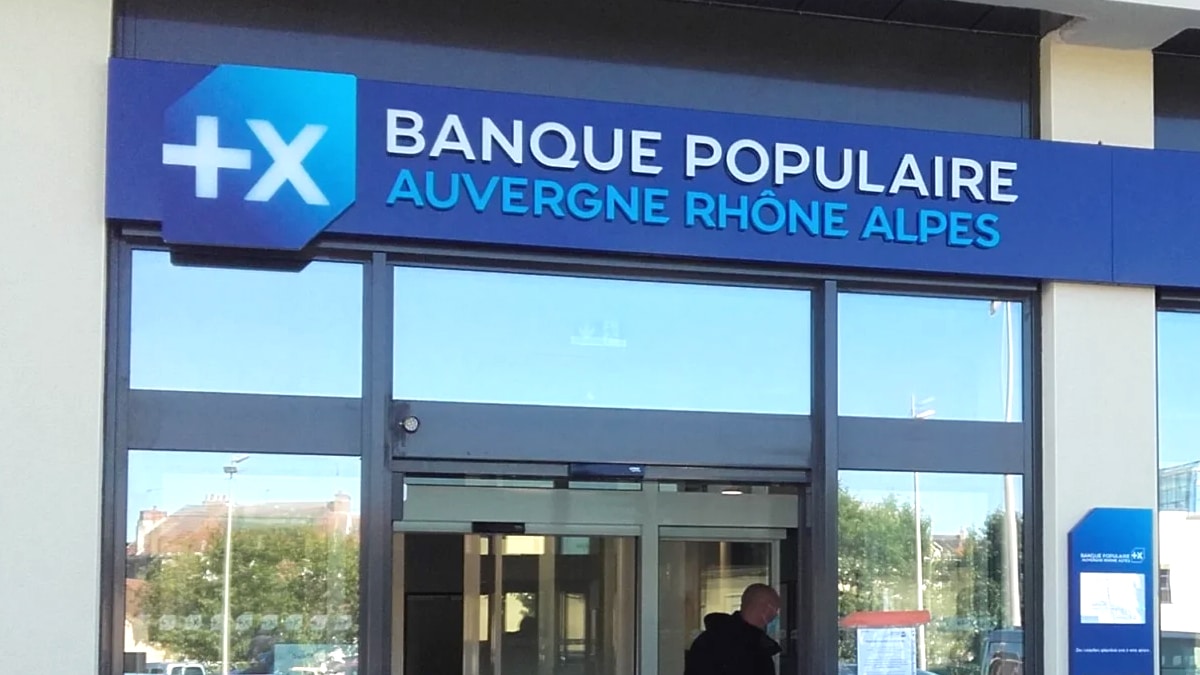 +X
BANQUE POPULAIRE
AUVERGNE RHÔNE ALPES
BANQUE POPULAIRE +X
AUVERGNE RHÔNE ALPES